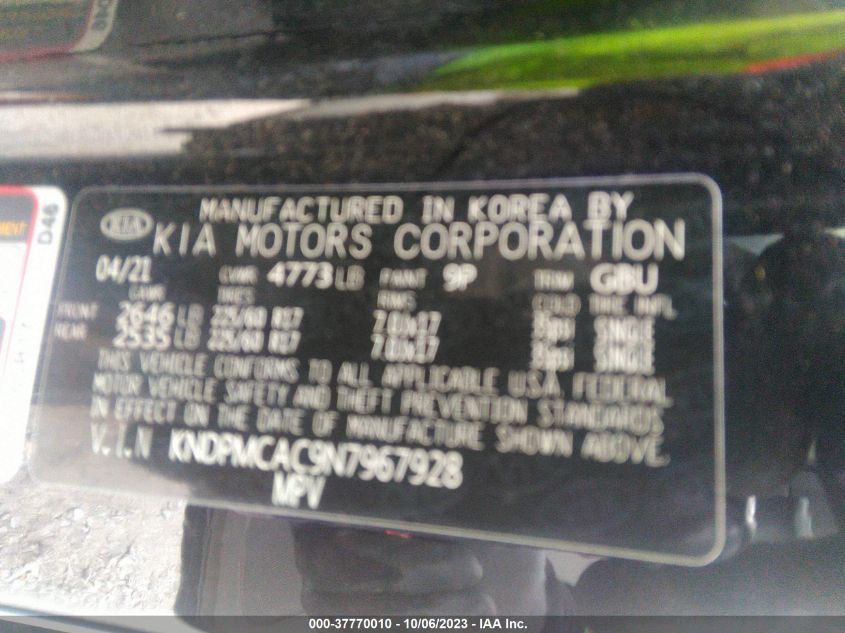 D46
MENT
KIA
MANUFACTURED IN KOREA BY
KIA MOTORS CORPORATION
04/21 GVWR 4773 LB PAINT 9P TRIM GBU
GAWR TIRES RIMS COLD TIRE INFL.
FRONT 2646 LB 225/60 R17 7.0Jx17 SINGLE
REAR 2535 LB 225/60 R17 7.0Jx17 SINGLE
THIS VEHICLE CONFORMS TO ALL APPLICABLE U.S.A. FEDERAL
MOTOR VEHICLE SAFETY AND THEFT PREVENTION STANDARDS
IN EFFECT ON THE DATE OF MANUFACTURE SHOWN ABOVE.
V.I.N KNDPMCAC9N7967928
MPV
000-37770010 - 10/06/2023 - IAA Inc.